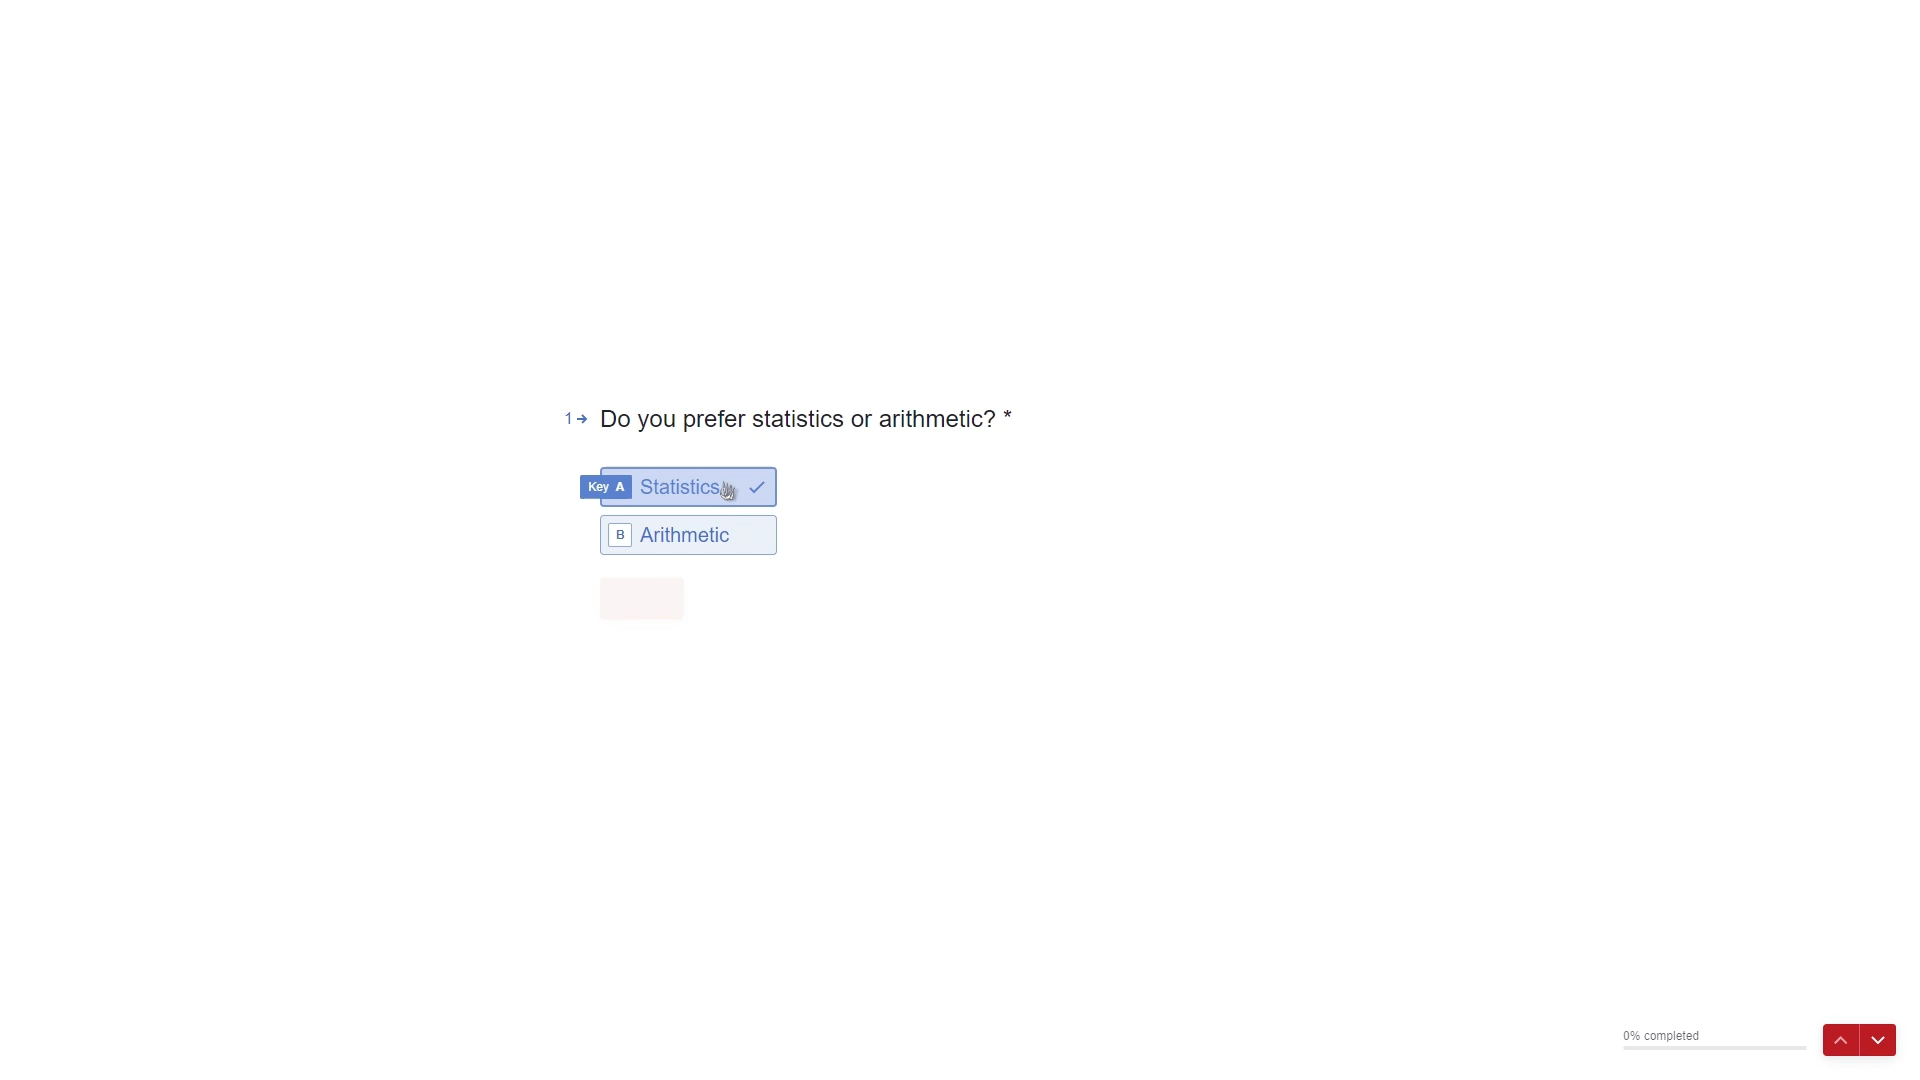 1 Do you prefer statistics or arithmetic? *
Key A Statistics
B Arithmetic
0% completed